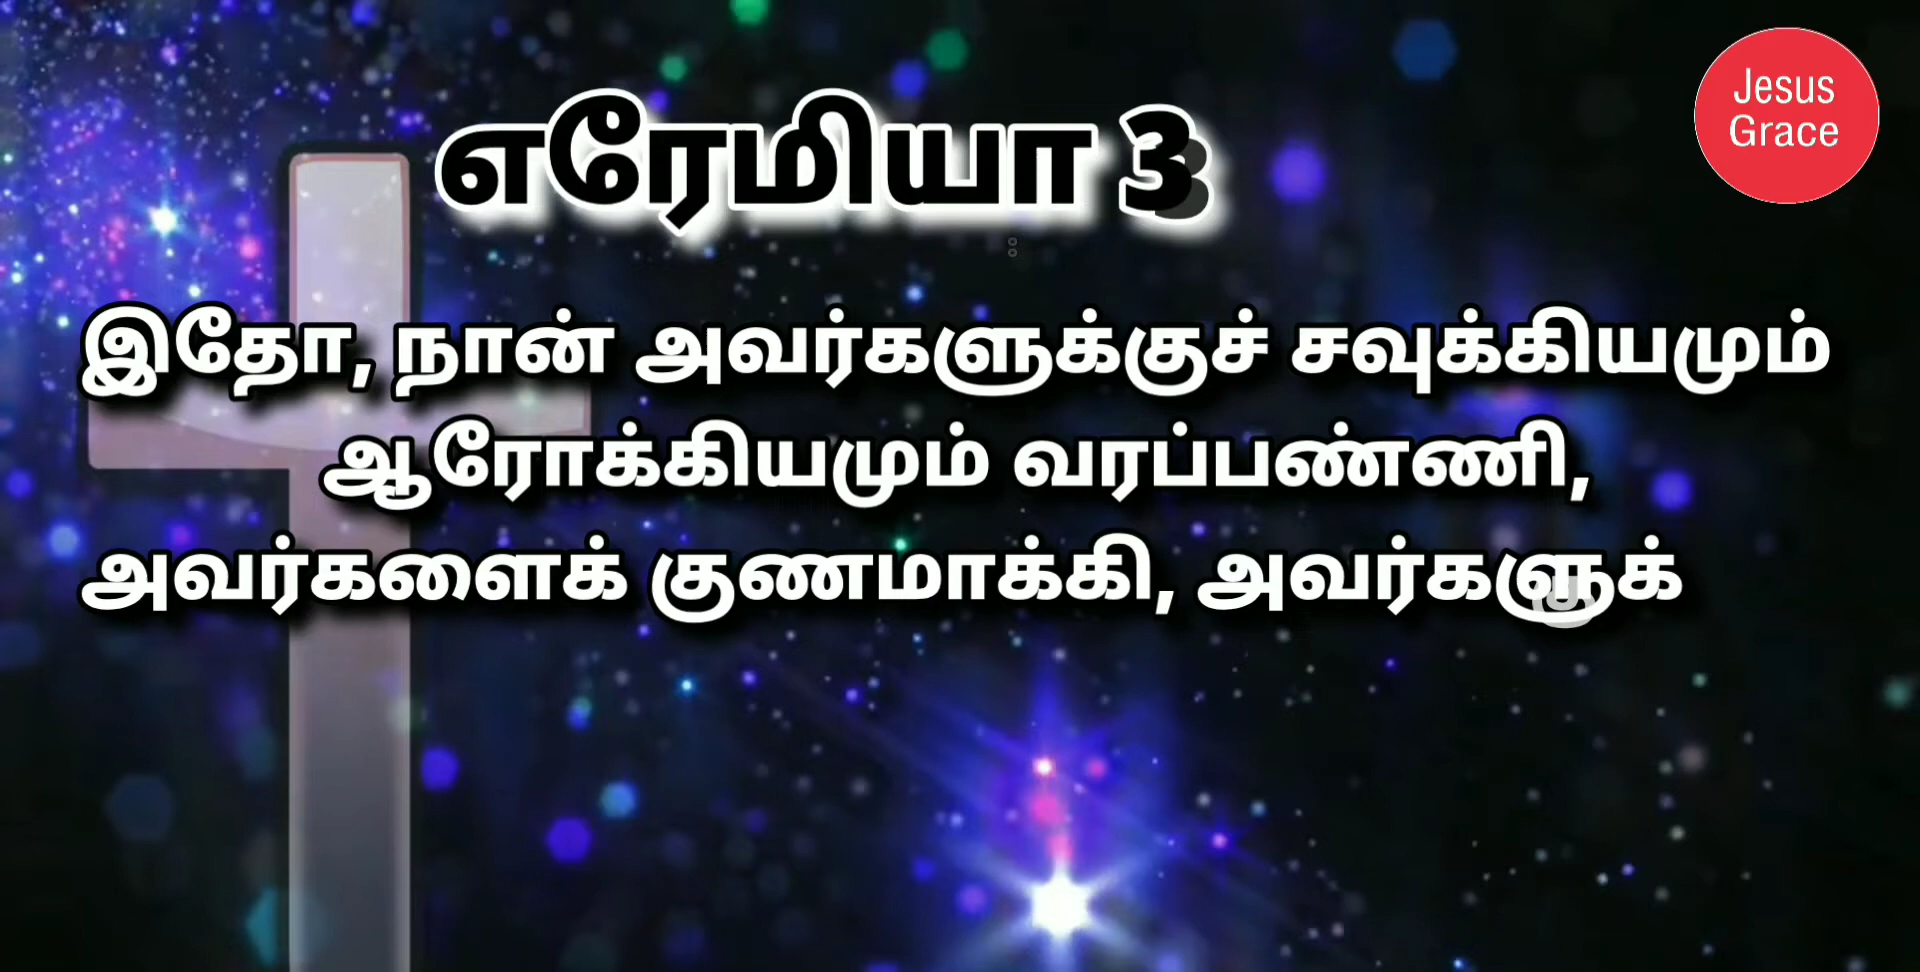 எரேமியா 3
Jesus
Grace
இதோ, நான் அவர்களுக்குச் சவுக்கியமும்
ஆரோக்கியமும் வரப்பண்ணி,
அவர்களைக் குணமாக்கி, அவர்களுக்